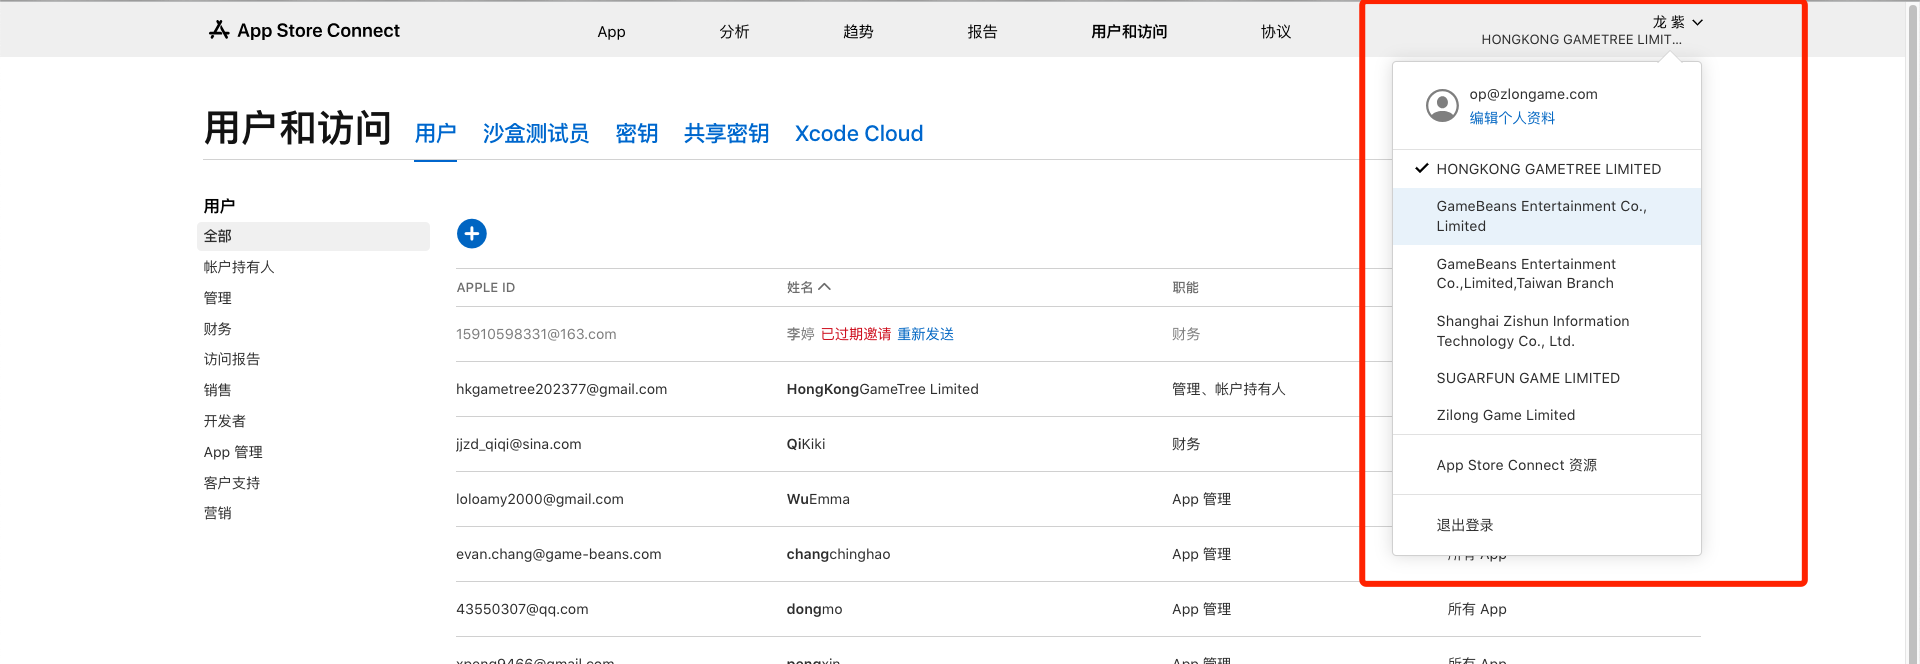 App Store Connect
App
分析
趋势
报告
用户和访问
协议
龙 紫
HONGKONG GAMETREE LIMIT...
op@zlongame.com
编辑个人资料
HONGKONG GAMETREE LIMITED
GameBeans Entertainment Co.,
Limited
GameBeans Entertainment
Co.,Limited,Taiwan Branch
Shanghai Zishun Information
Technology Co., Ltd.
SUGARFUN GAME LIMITED
Zilong Game Limited
App Store Connect 资源
退出登录
用户和访问
用户
沙盒测试员
密钥
共享密钥
Xcode Cloud
用户
全部
帐户持有人
管理
财务
访问报告
销售
开发者
App 管理
客户支持
营销
APPLE ID 姓名 职能
15910598331@163.com 李婷 已过期邀请 重新发送 财务
hkgametree202377@gmail.com HongKongGameTree Limited 管理、帐户持有人
jjzd_qiqi@sina.com QiKiki 财务
loloamy2000@gmail.com WuEmma App 管理
evan.chang@game-beans.com changchinghao App 管理 所有 App
43550307@qq.com dongmo App 管理 所有 App
xpeng9466@gmail.com pengxin App 管理 所有 App